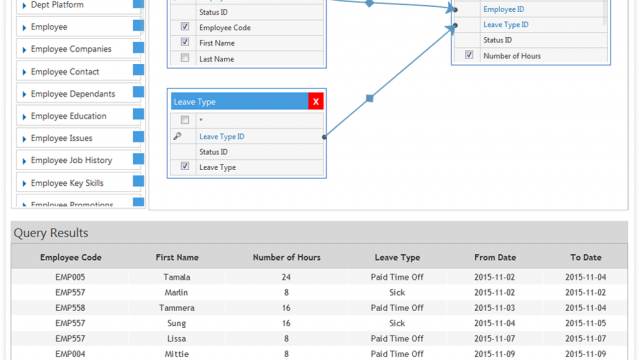 Dept Platform
Employee
Employee Companies
Employee Contact
Employee Dependants
Employee Education
Employee Issues
Employee Job History
Employee Key Skills
Employee Promotions
Status ID
Employee Code
First Name
Last Name
Employee ID
Leave Type ID
Status ID
Number of Hours
Leave Type X
*
Leave Type ID
Status ID
Leave Type
Query Results
Employee Code First Name Number of Hours Leave Type From Date To Date
EMP005 Tamala 24 Paid Time Off 2015-11-02 2015-11-04
EMP557 Marlin 8 Sick 2015-11-02 2015-11-02
EMP558 Tammera 16 Paid Time Off 2015-11-03 2015-11-04
EMP557 Sung 16 Sick 2015-11-04 2015-11-05
EMP557 Lissa 8 Paid Time Off 2015-11-07 2015-11-07
EMP004 Mittie 8 Paid Time Off 2015-11-09 2015-11-09